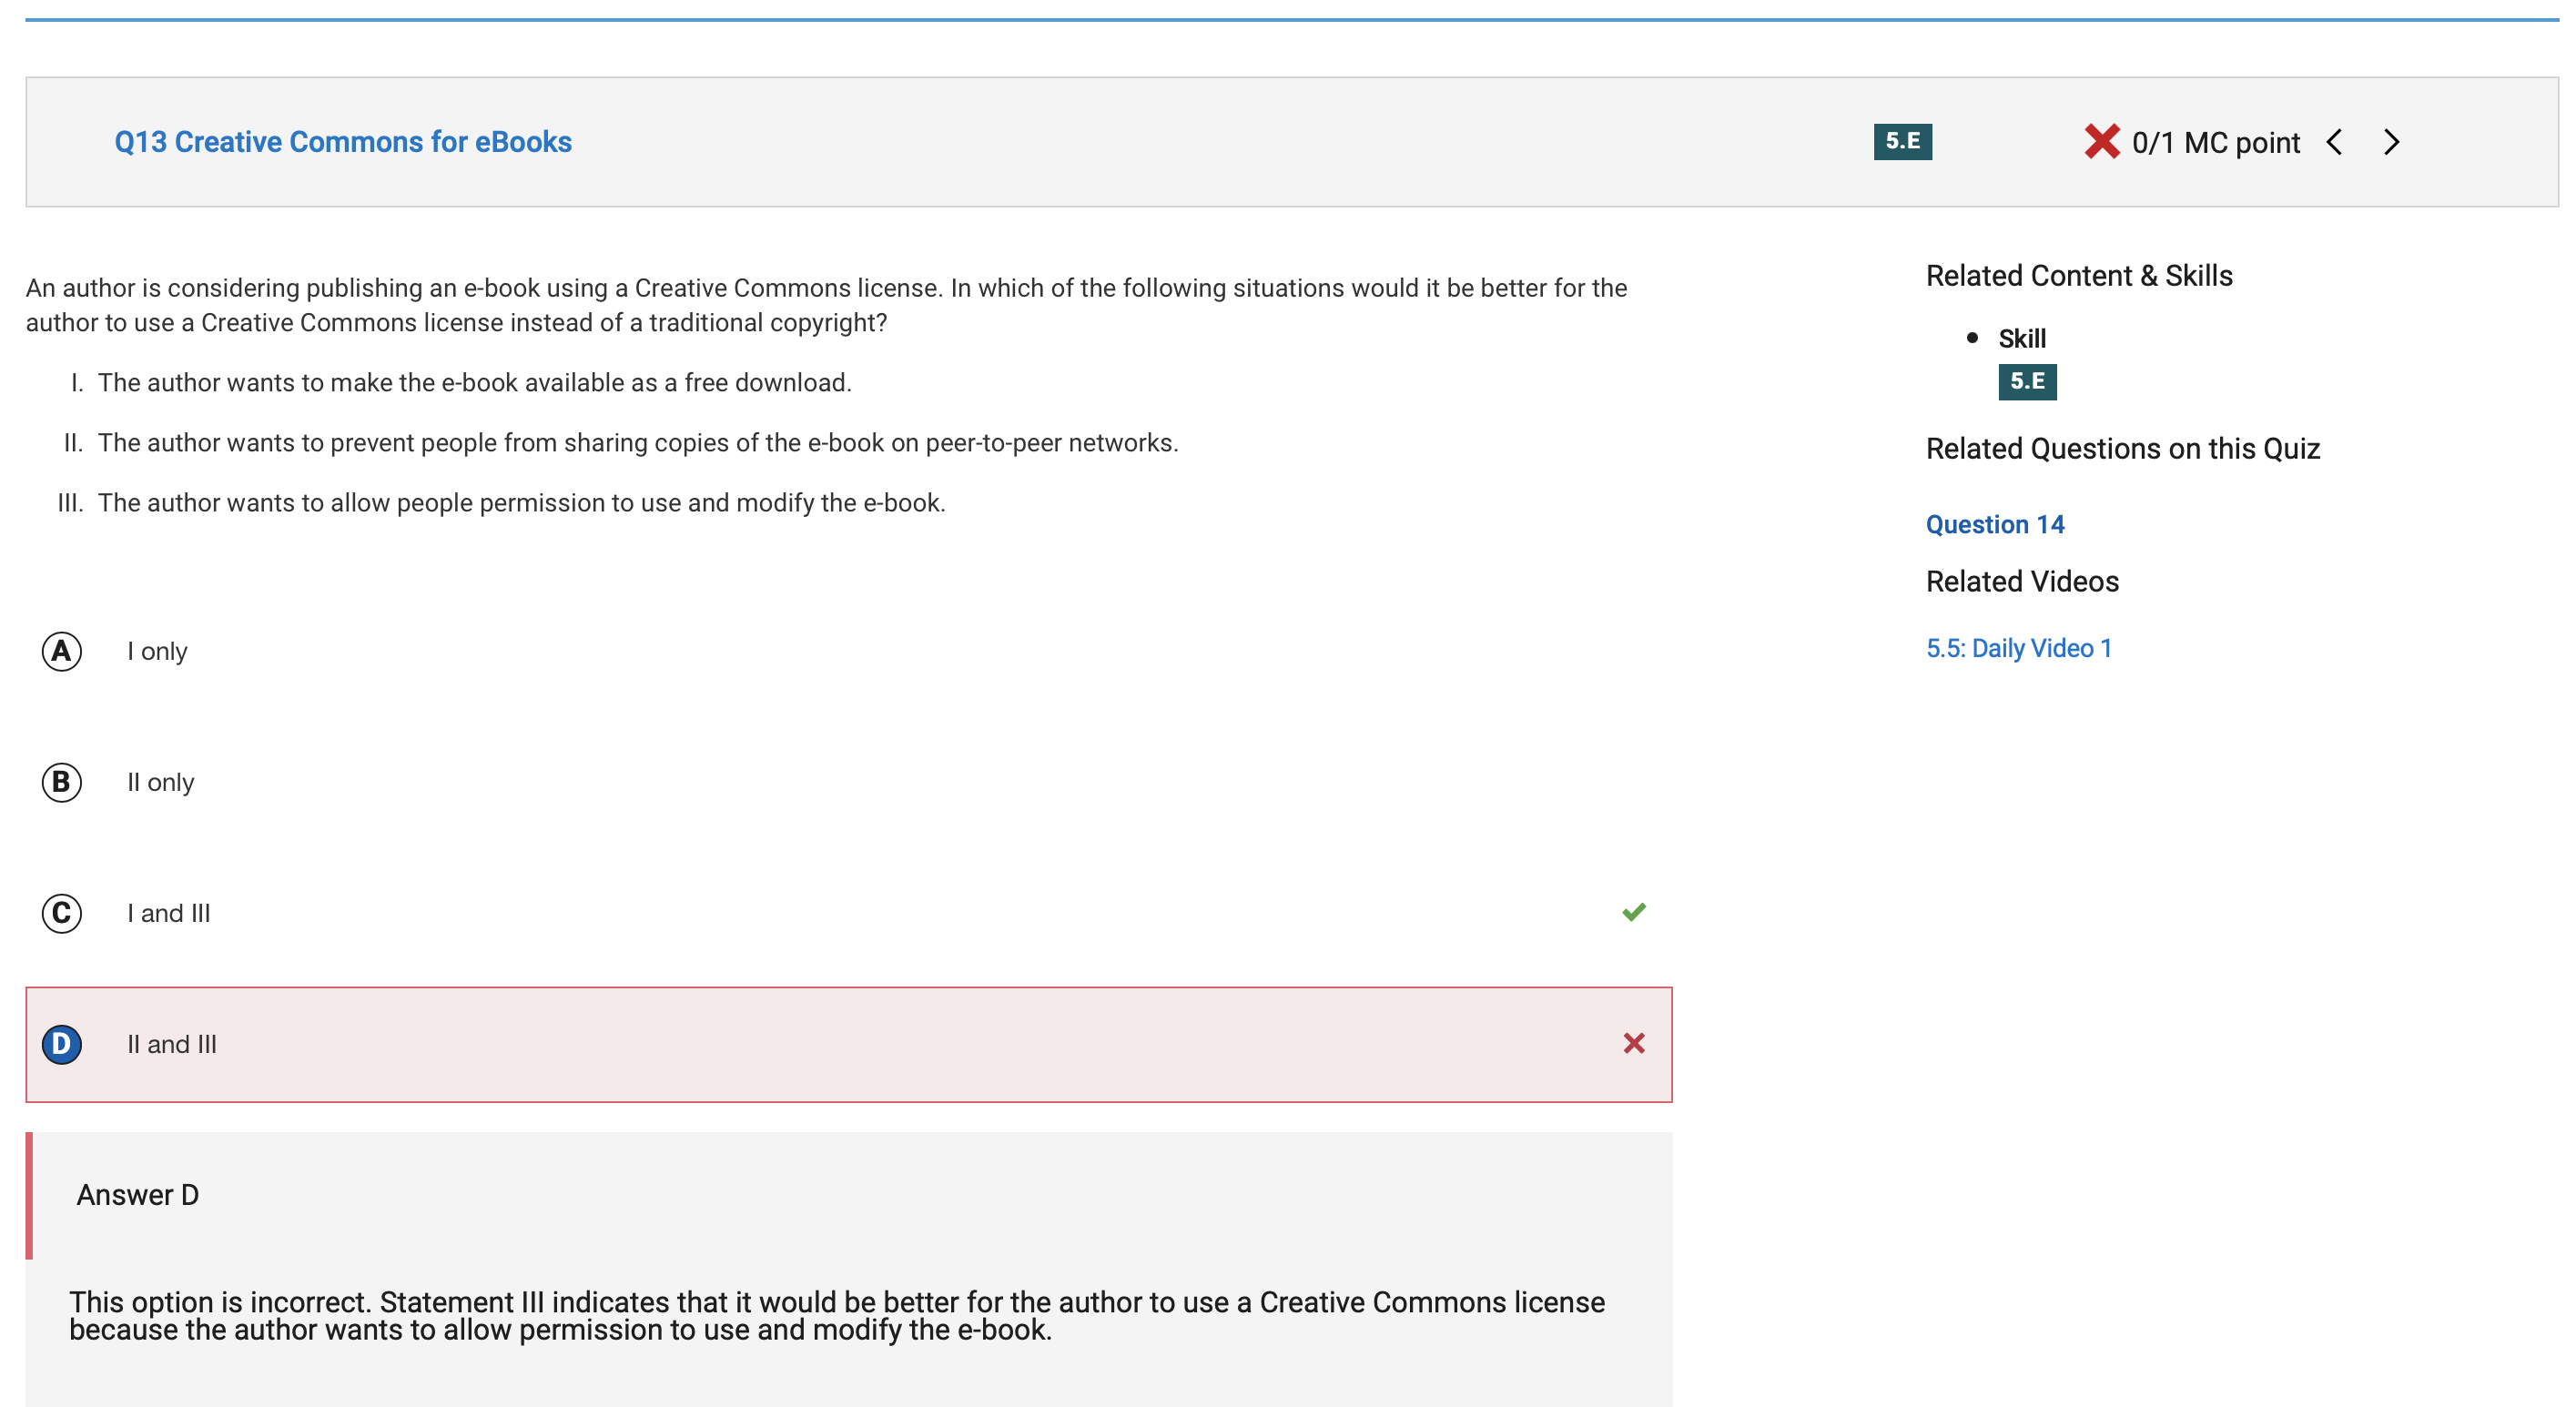 Q13 Creative Commons for eBooks
5.E
0/1 MC point
An author is considering publishing an e-book using a Creative Commons license. In which of the following situations would it be better for the
author to use a Creative Commons license instead of a traditional copyright?
I. The author wants to make the e-book available as a free download.
II. The author wants to prevent people from sharing copies of the e-book on peer-to-peer networks.
III. The author wants to allow people permission to use and modify the e-book.
A I only
B II only
C I and III
D II and III
Answer D
This option is incorrect. Statement III indicates that it would be better for the author to use a Creative Commons license
because the author wants to allow permission to use and modify the e-book.
Related Content & Skills
Skill
5.E
Related Questions on this Quiz
Question 14
Related Videos
5.5: Daily Video 1